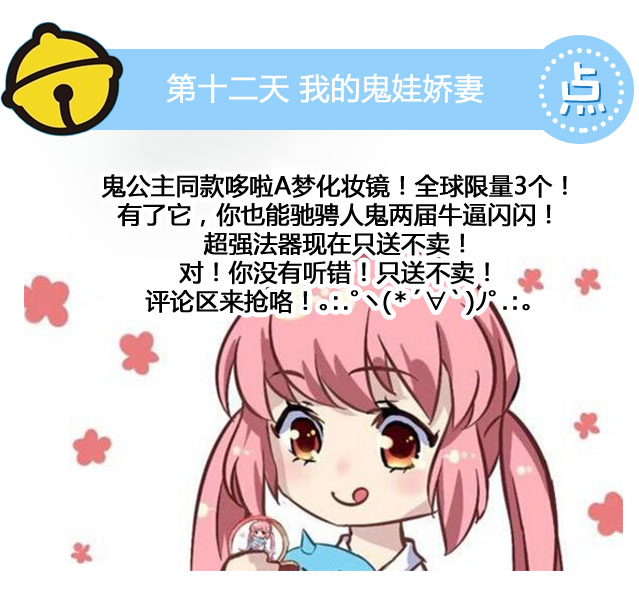 第十二天 我的鬼娃娇妻
点
鬼公主同款哆啦A梦化妆镜！全球限量3个！
有了它，你也能驰骋人鬼两届牛逼闪闪！
超强法器现在只送不卖！
对！你没有听错！只送不卖！
评论区来抢咯！｡:.ﾟヽ(*´∀`)ﾉﾟ.:｡